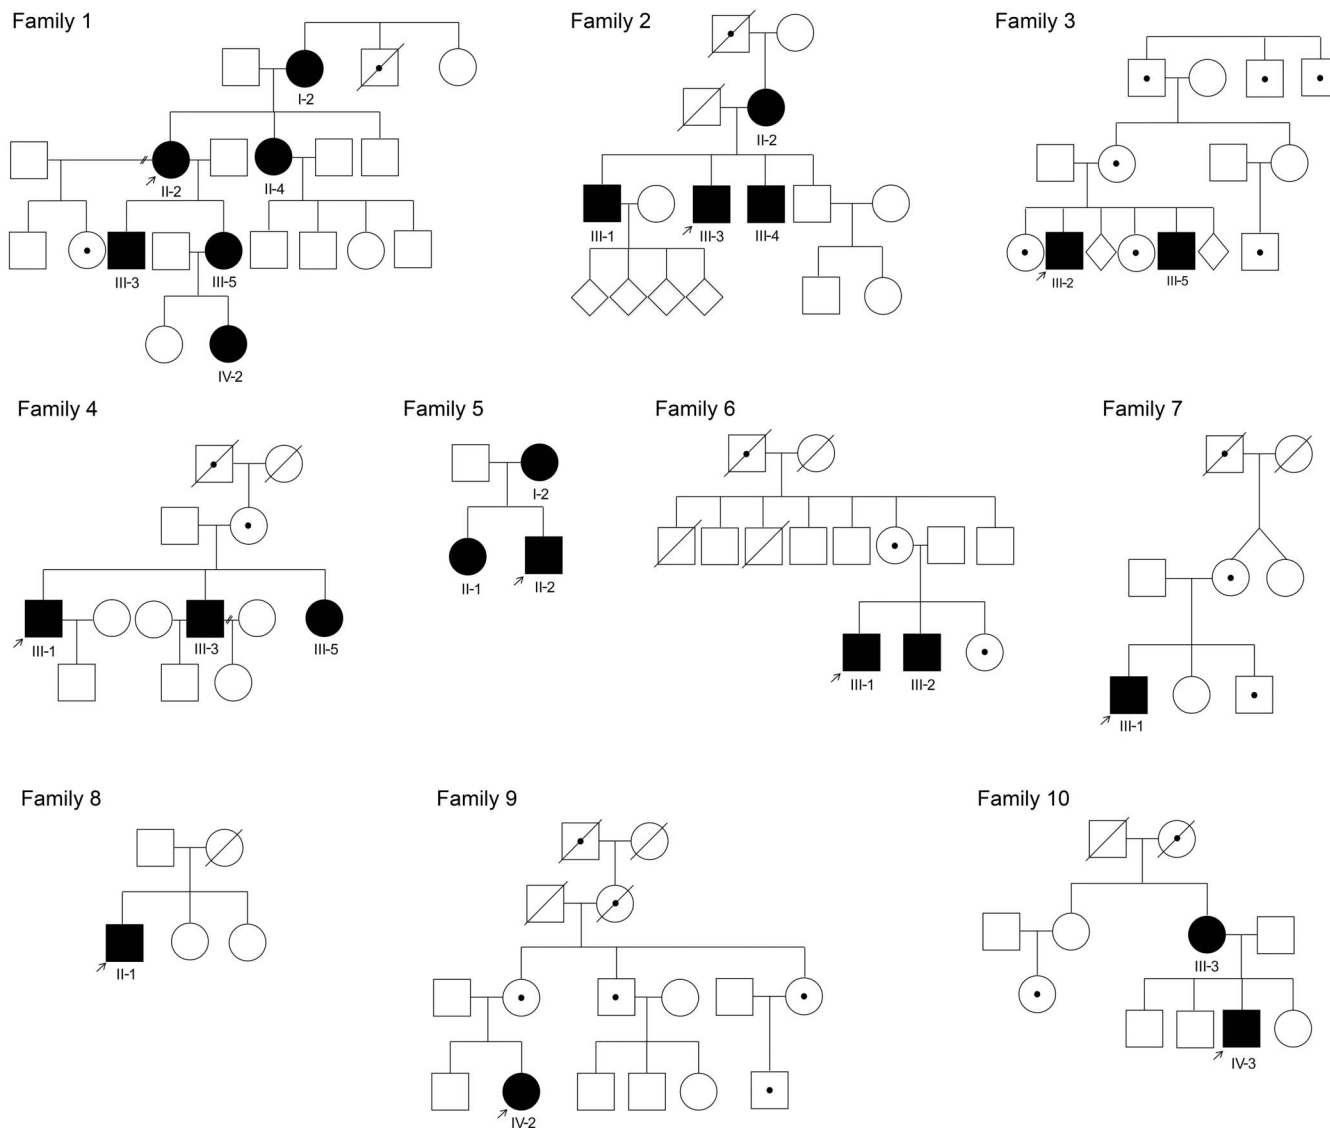 Family 1
Family 2
Family 3
I-2
II-2
II-4
II-2
III-1
III-3
III-4
III-3
III-5
III-2
III-5
IV-2
Family 4
Family 5
Family 6
Family 7
I-2
II-1
II-2
III-1
III-3
III-5
III-1
III-2
III-1
Family 8
Family 9
Family 10
II-1
III-3
IV-2
IV-3